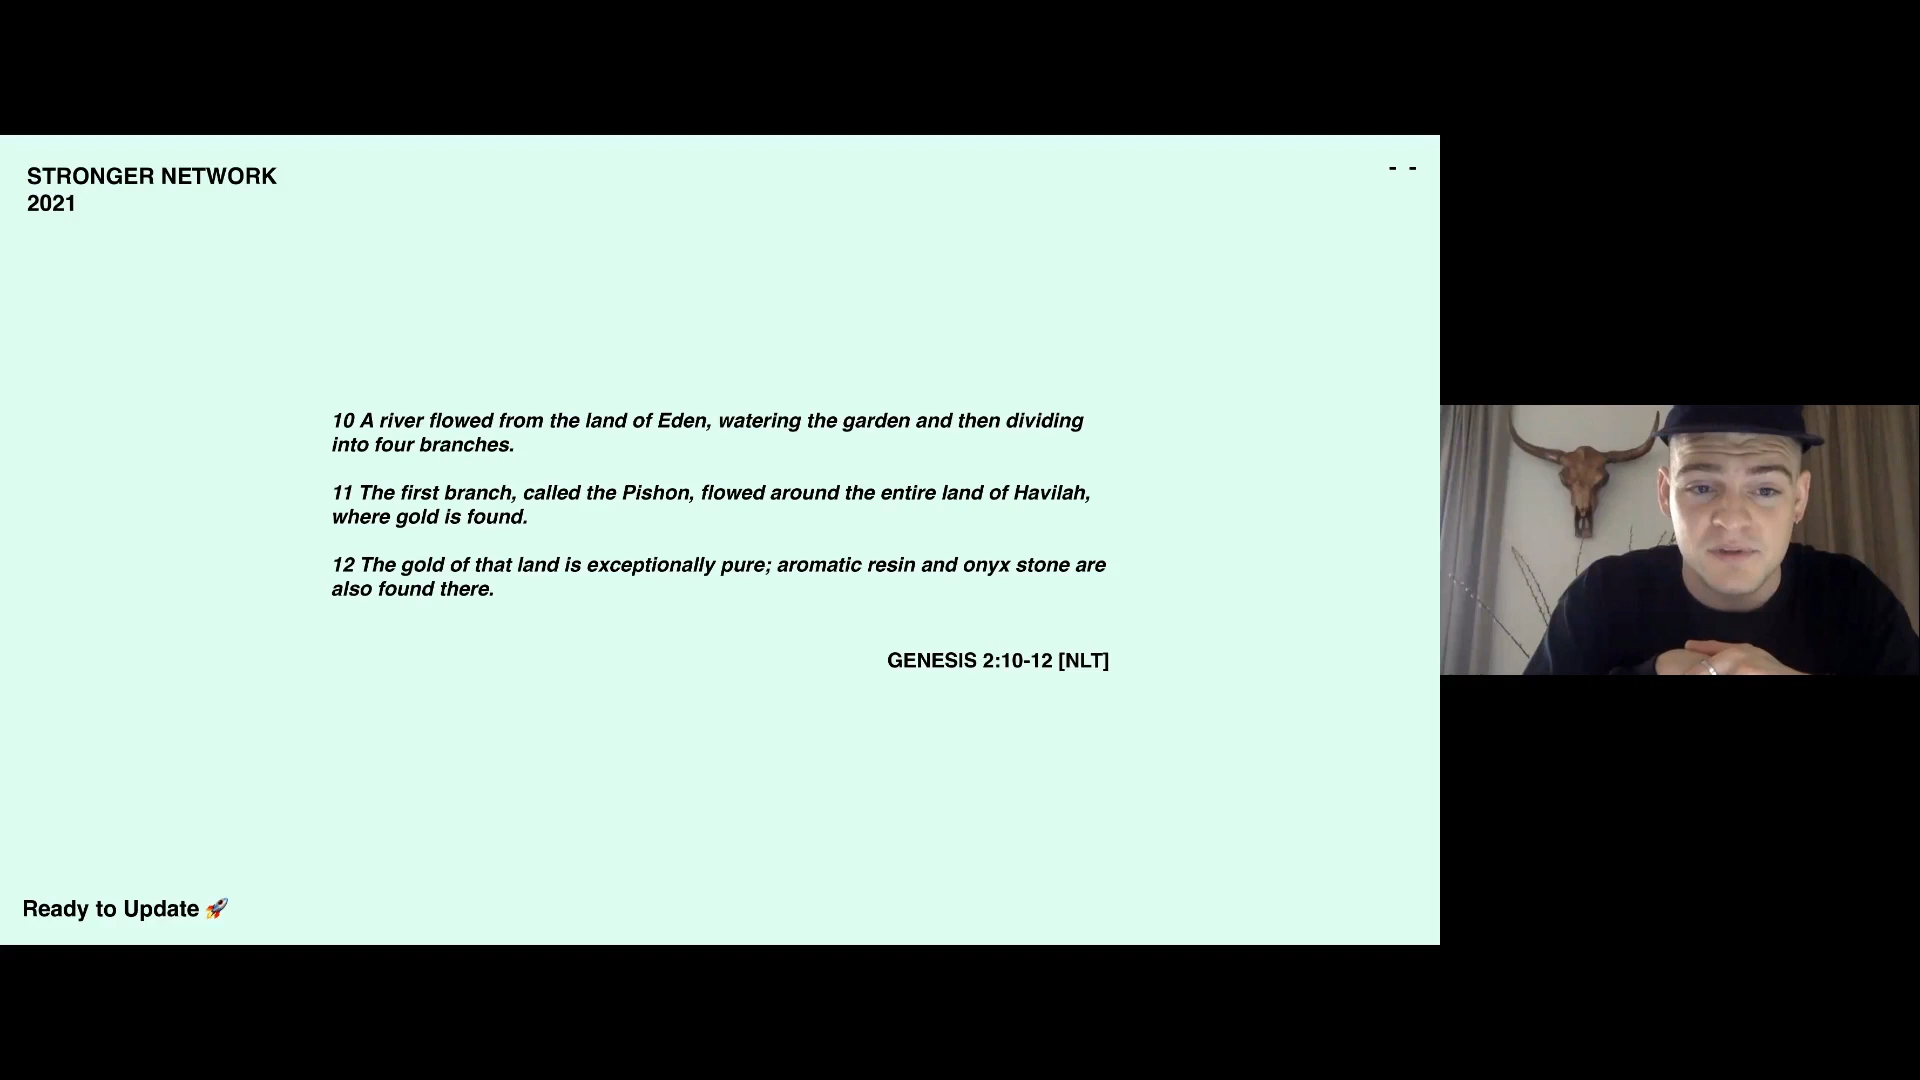 STRONGER NETWORK
2021
- -
10 A river flowed from the land of Eden, watering the garden and then dividing
into four branches.
11 The first branch, called the Pishon, flowed around the entire land of Havilah,
where gold is found.
12 The gold of that land is exceptionally pure; aromatic resin and onyx stone are
also found there.
GENESIS 2:10-12 [NLT]
Ready to Update 🚀